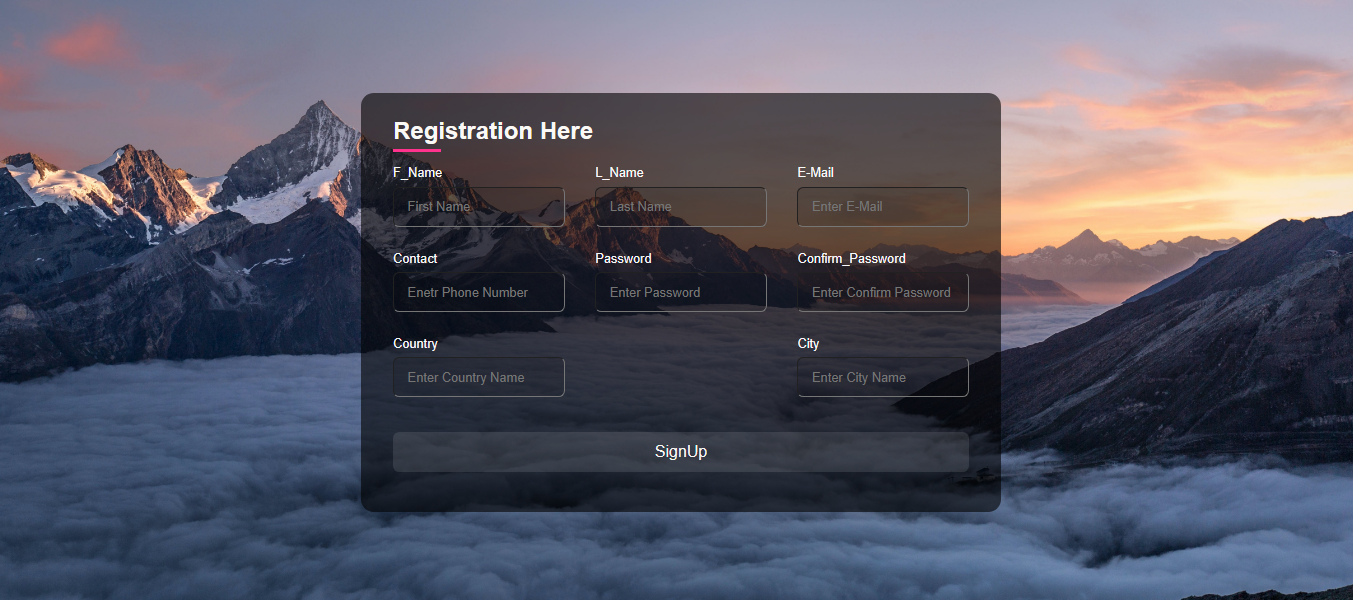 Registration Here
F_Name L_Name E-Mail
First Name Last Name Enter E-Mail
Contact Password Confirm_Password
Enetr Phone Number Enter Password Enter Confirm Password
Country City
Enter Country Name Enter City Name
SignUp